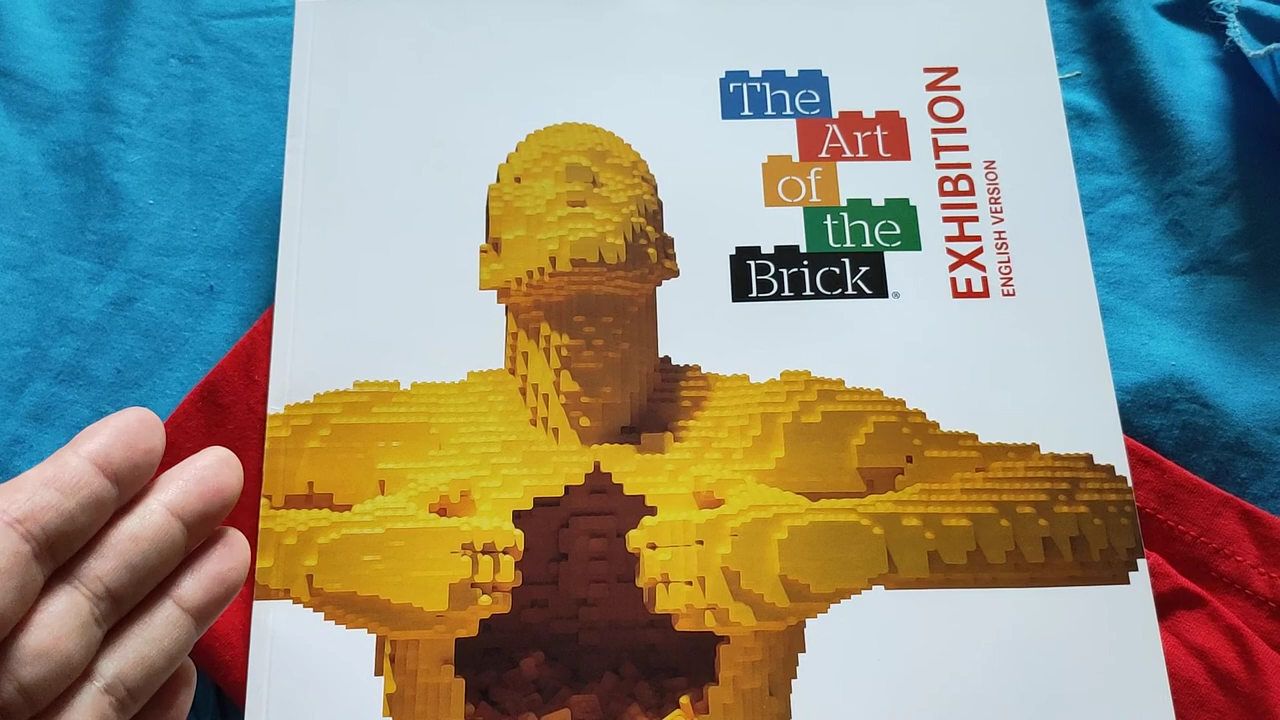 The
Art
of
the
Brick®
EXHIBITION
ENGLISH VERSION